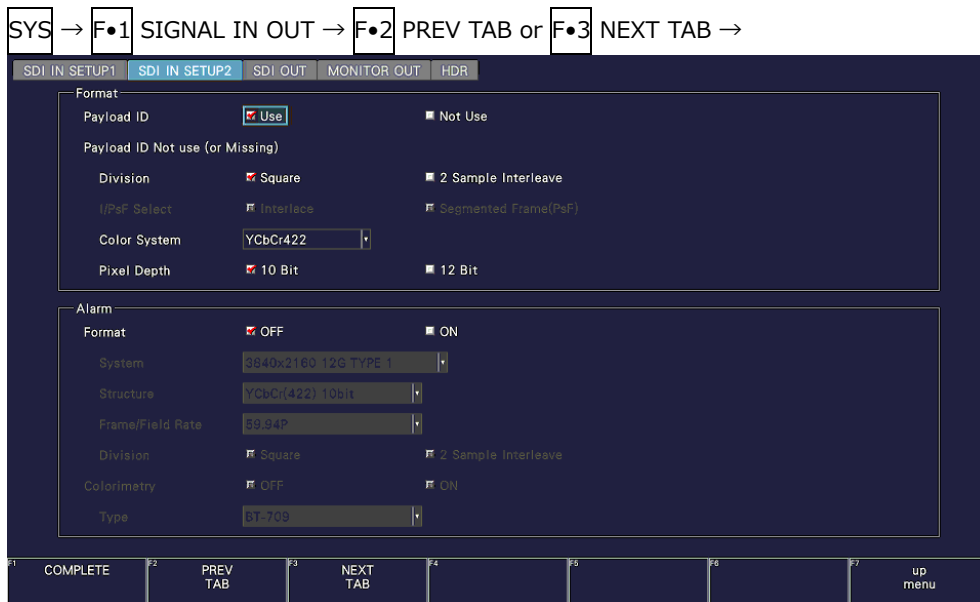 SYS → F•1 SIGNAL IN OUT → F•2 PREV TAB or F•3 NEXT TAB →
SDI IN SETUP1 SDI IN SETUP2 SDI OUT MONITOR OUT HDR
Format
Payload ID Use Not Use
Payload ID Not use (or Missing)
Division Square 2 Sample Interleave
I/PsF Select Interlace Segmented Frame(PsF)
Color System YCbCr422
Pixel Depth 10 Bit 12 Bit
Alarm
Format OFF ON
System 3840x2160 12G TYPE 1
Structure YCbCr(422) 10bit
Frame/Field Rate 59.94P
Division Square 2 Sample Interleave
Colorimetry OFF ON
Type BT-709
F1 COMPLETE F2 PREV TAB F3 NEXT TAB F4 F5 F6 F7 up menu